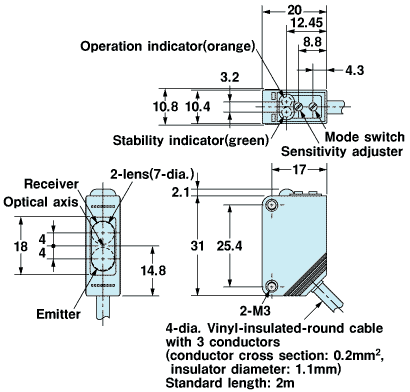 20
12.45
Operation indicator(orange)
8.8
3.2
4.3
10.8
10.4
Mode switch
Stability indicator(green)
Sensitivity adjuster
17
Receiver
2-lens(7-dia.)
2.1
Optical axis
18
4
4
31
25.4
14.8
Emitter
2-M3
4-dia. Vinyl-insulated-round cable
with 3 conductors
(conductor cross section: 0.2mm²,
insulator diameter: 1.1mm)
Standard length: 2m